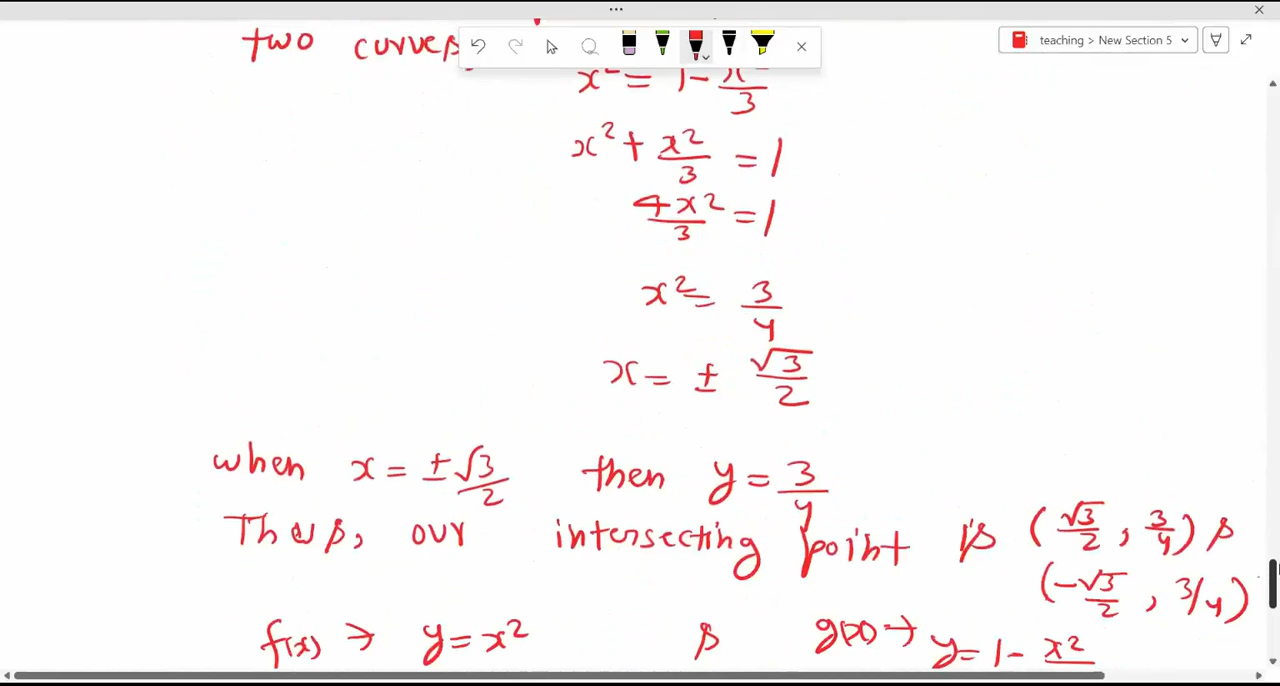 teaching > New Section 5
two curves
x² = 1 - x²/3
x² + x²/3 = 1
4x²/3 = 1
x² = 3/4
x = ± √3/2
when x = ± √3/2 then y = 3/4
Thus, our intersecting point is (√3/2, 3/4) &
(-√3/2, 3/4)
f(x) → y = x² & g(x) → y = 1 - x²